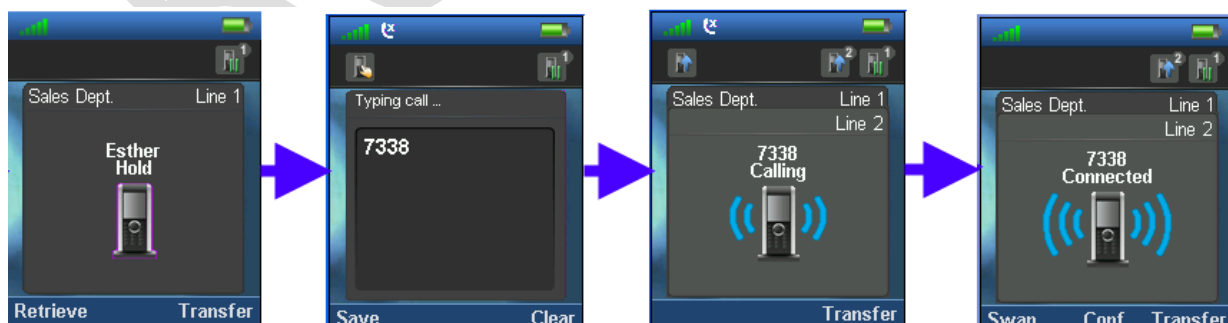 1
Sales Dept. Line 1
Esther
Hold
Retrieve Transfer
1
Typing call ...
7338
Save Clear
2 1
Sales Dept. Line 1
Line 2
7338
Calling
Transfer
2 1
Sales Dept. Line 1
Line 2
7338
Connected
Swap Conf Transfer